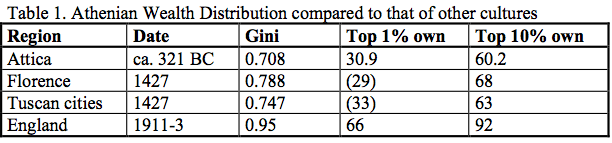 Table 1. Athenian Wealth Distribution compared to that of other cultures
Region Date Gini Top 1% own Top 10% own
Attica ca. 321 BC 0.708 30.9 60.2
Florence 1427 0.788 (29) 68
Tuscan cities 1427 0.747 (33) 63
England 1911-3 0.95 66 92